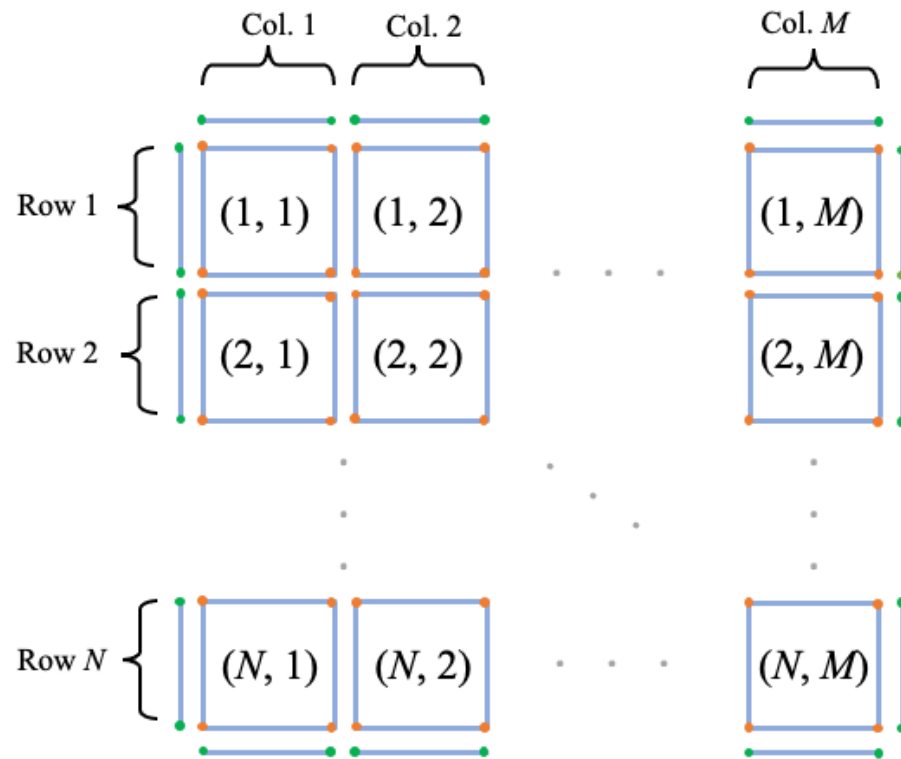 Col. 1 Col. 2 Col. M
Row 1 (1, 1) (1, 2) (1, M)
Row 2 (2, 1) (2, 2) (2, M)
Row N (N, 1) (N, 2) (N, M)